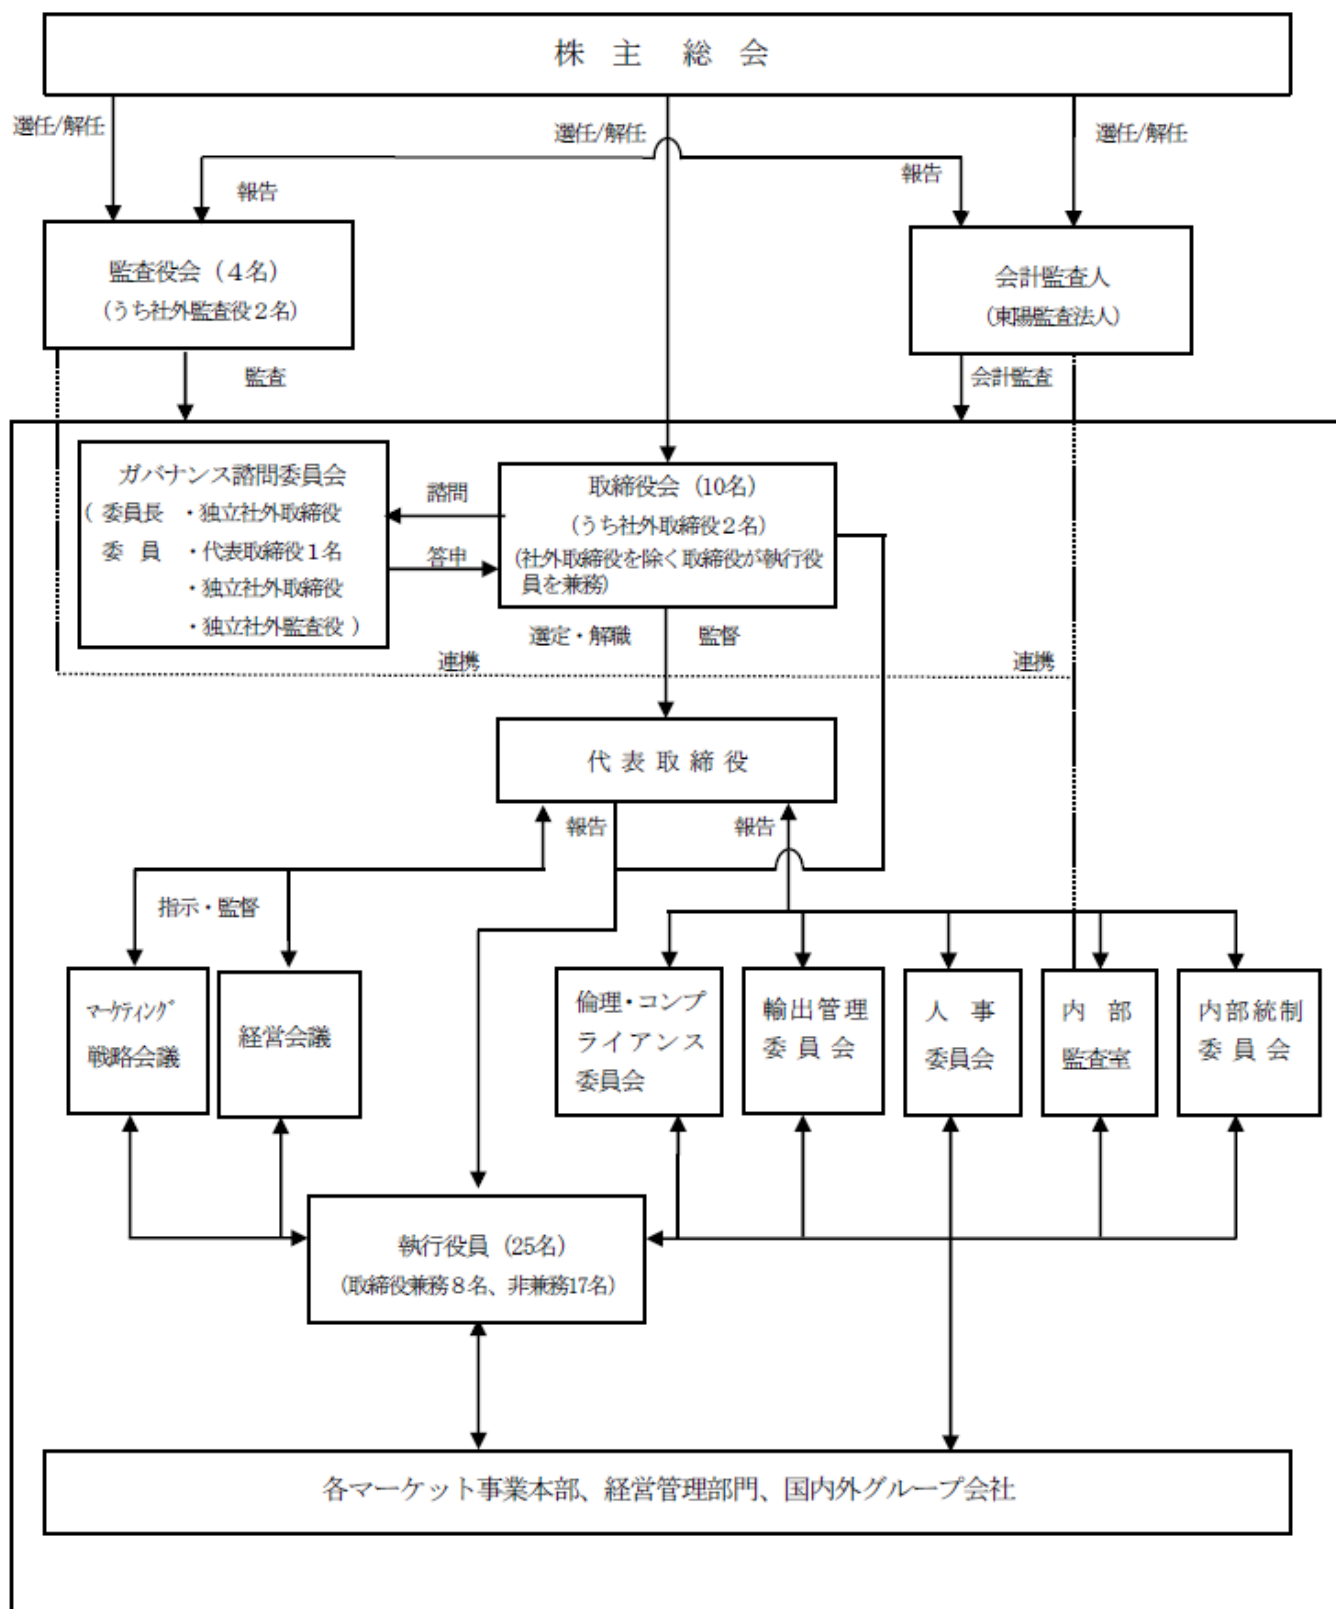 株 主 総 会
選任/解任
選任/解任
選任/解任
報告
報告
監査役会（４名）
（うち社外監査役２名）
会計監査人
（東陽監査法人）
監査
会計監査
ガバナンス諮問委員会
（ 委員長 ・独立社外取締役
委 員 ・代表取締役１名
・独立社外取締役
・独立社外監査役 ）
諮問
答申
取締役会（10名）
（うち社外取締役２名）
（社外取締役を除く取締役が執行役
員を兼務）
選定・解職
監督
連携
連携
代 表 取 締 役
報告
報告
指示・監督
ﾏｰｹﾃｨﾝｸﾞ
戦略会議
経営会議
倫理・コンプ
ライアンス
委員会
輸出管理
委 員 会
人 事
委員会
内 部
監査室
内部統制
委 員 会
執行役員（25名）
（取締役兼務８名、非兼務17名）
各マーケット事業本部、経営管理部門、国内外グループ会社